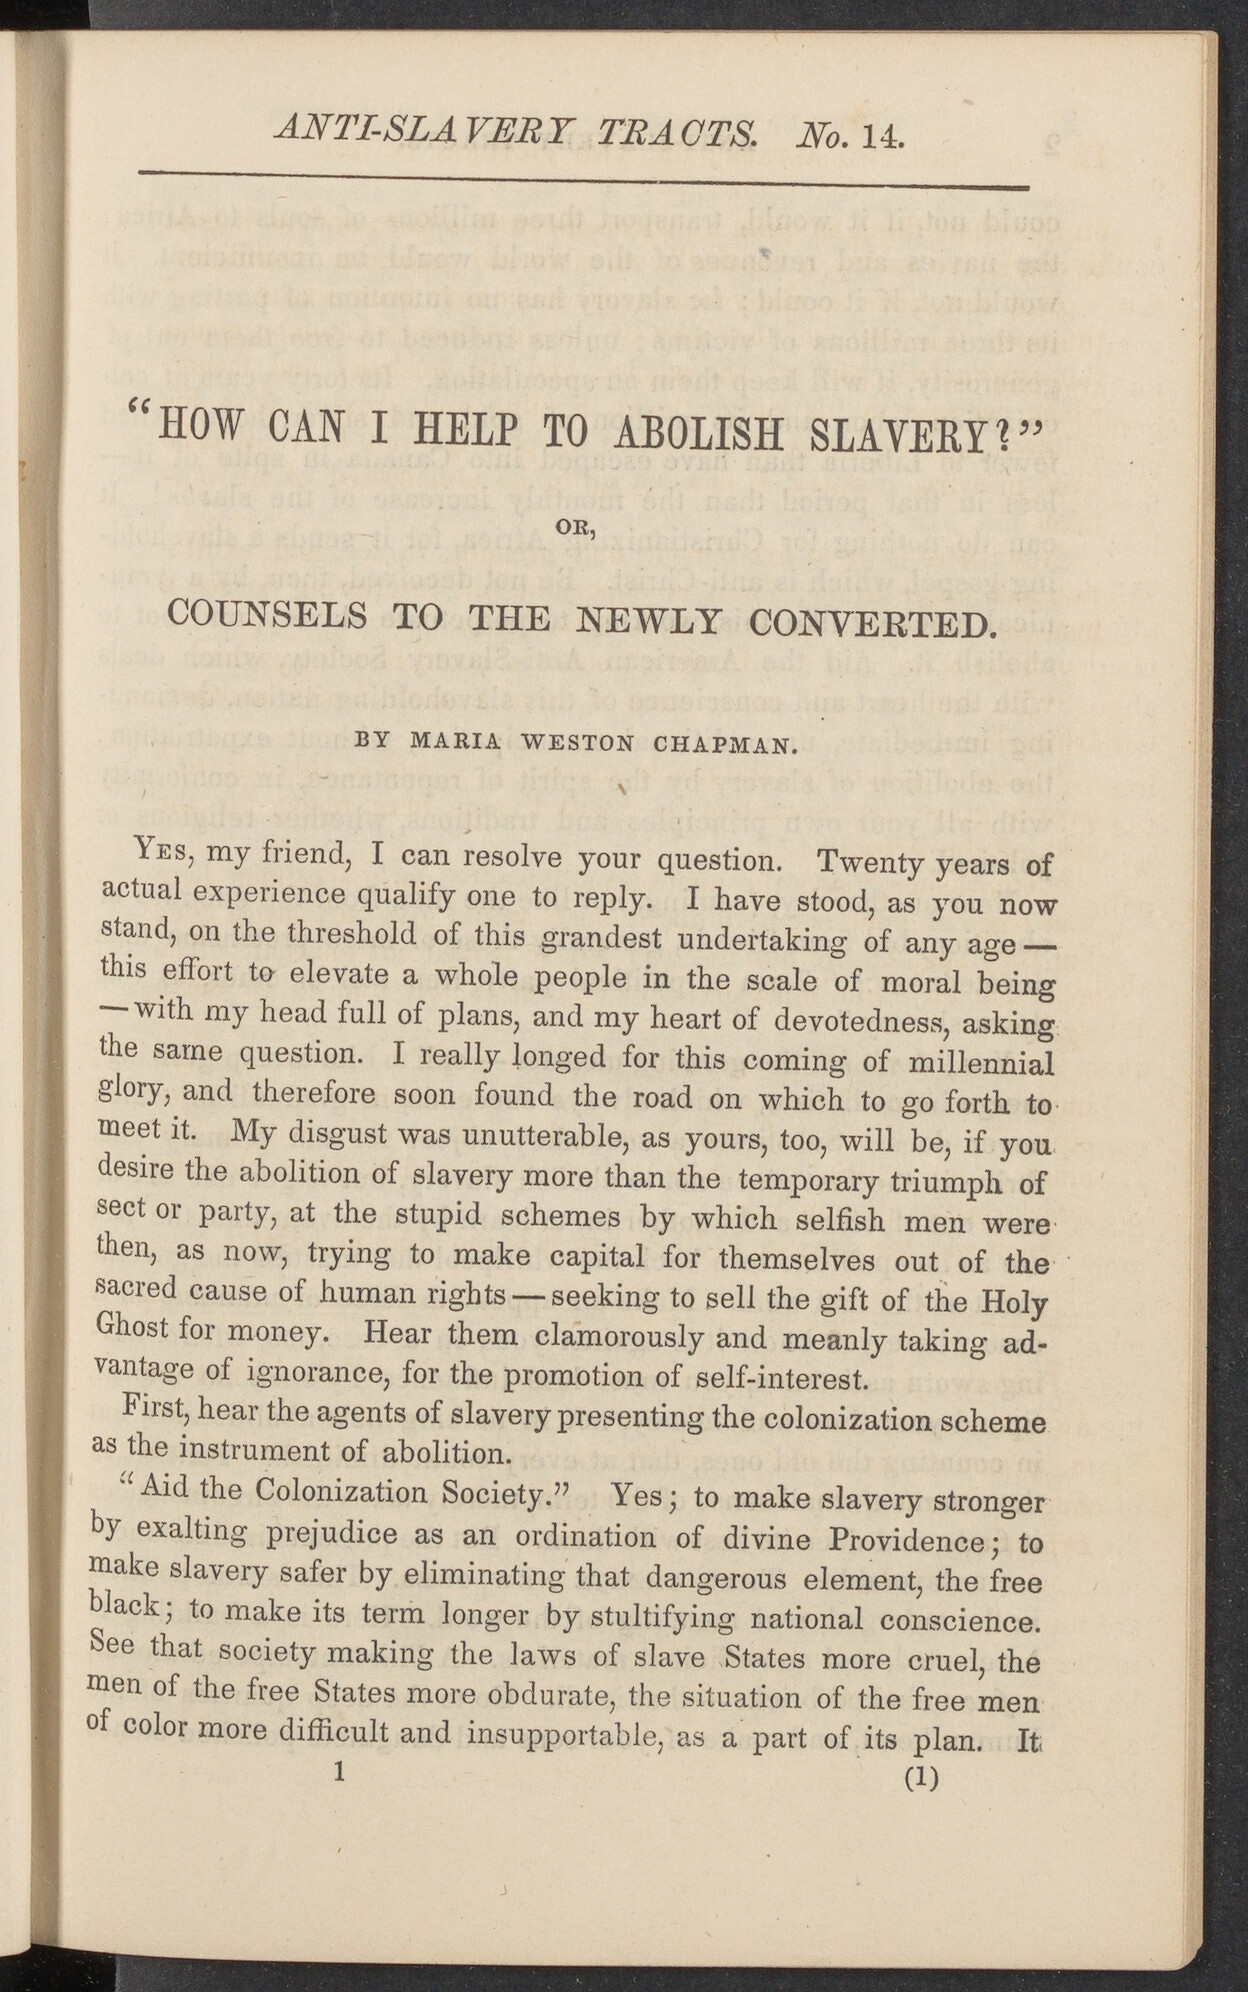 ANTI-SLAVERY TRACTS. No. 14.
“HOW CAN I HELP TO ABOLISH SLAVERY?”
OR,
COUNSELS TO THE NEWLY CONVERTED.
BY MARIA WESTON CHAPMAN.
YES, my friend, I can resolve your question. Twenty years of
actual experience qualify one to reply. I have stood, as you now
stand, on the threshold of this grandest undertaking of any age —
this effort to elevate a whole people in the scale of moral being
— with my head full of plans, and my heart of devotedness, asking
the same question. I really longed for this coming of millennial
glory, and therefore soon found the road on which to go forth to
meet it. My disgust was unutterable, as yours, too, will be, if you
desire the abolition of slavery more than the temporary triumph of
sect or party, at the stupid schemes by which selfish men were
then, as now, trying to make capital for themselves out of the
sacred cause of human rights — seeking to sell the gift of the Holy
Ghost for money. Hear them clamorously and meanly taking ad-
vantage of ignorance, for the promotion of self-interest.
First, hear the agents of slavery presenting the colonization scheme
as the instrument of abolition.
“Aid the Colonization Society.” Yes; to make slavery stronger
by exalting prejudice as an ordination of divine Providence; to
make slavery safer by eliminating that dangerous element, the free
black; to make its term longer by stultifying national conscience.
See that society making the laws of slave States more cruel, the
men of the free States more obdurate, the situation of the free men
of color more difficult and insupportable, as a part of its plan. It
1 (1)